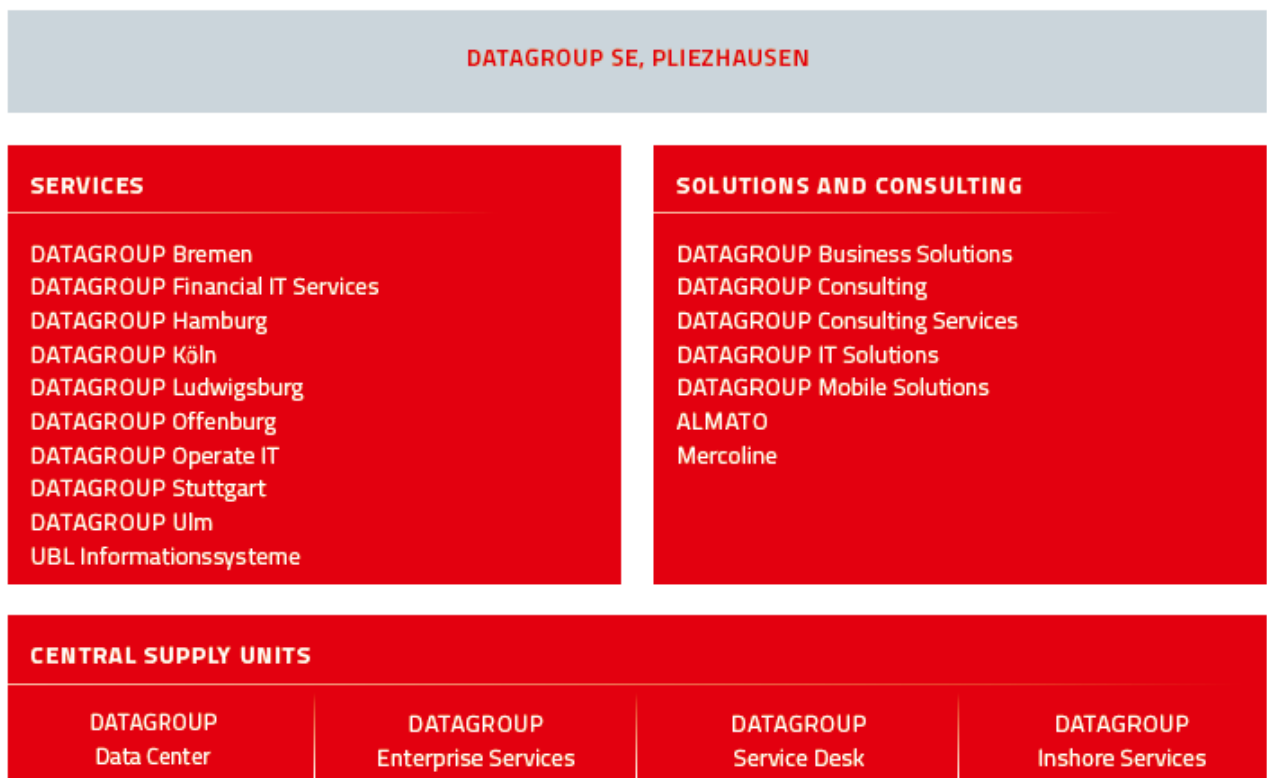 DATAGROUP SE, PLIEZHAUSEN
SERVICES
DATAGROUP Bremen
DATAGROUP Financial IT Services
DATAGROUP Hamburg
DATAGROUP Köln
DATAGROUP Ludwigsburg
DATAGROUP Offenburg
DATAGROUP Operate IT
DATAGROUP Stuttgart
DATAGROUP Ulm
UBL Informationssysteme
SOLUTIONS AND CONSULTING
DATAGROUP Business Solutions
DATAGROUP Consulting
DATAGROUP Consulting Services
DATAGROUP IT Solutions
DATAGROUP Mobile Solutions
ALMATO
Mercoline
CENTRAL SUPPLY UNITS
DATAGROUP
Data Center
DATAGROUP
Enterprise Services
DATAGROUP
Service Desk
DATAGROUP
Inshore Services